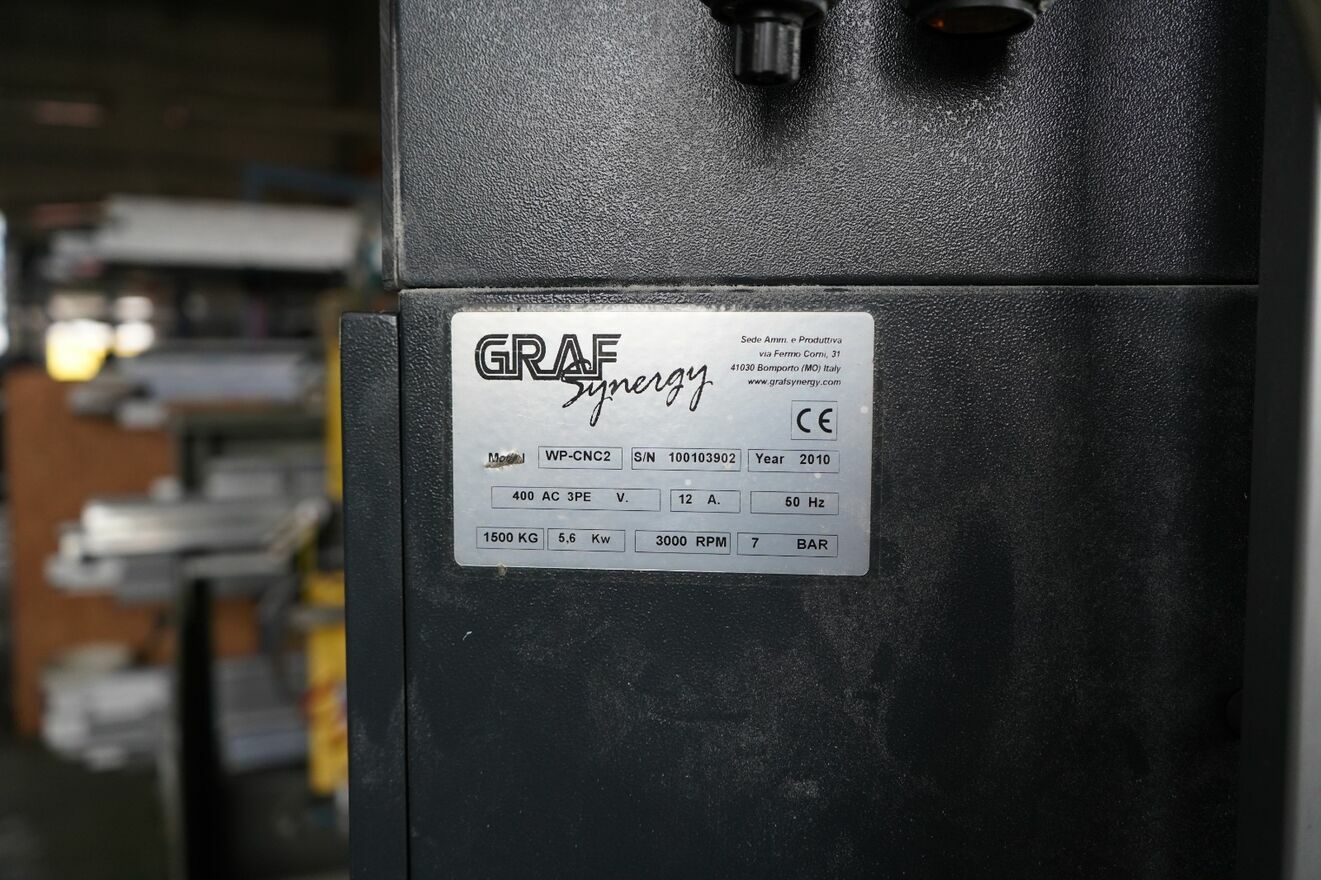 GRAF
Synergy
Sede Amm. e Produttiva
via Fermo Corni, 31
41030 Bomporto (MO) Italy
www.grafsynergy.com
CE
WP-CNC2 S/N 100103902 Year 2010
400 AC 3PE V. 12 A. 50 Hz
1500 KG 5,6 Kw 3000 RPM 7 BAR